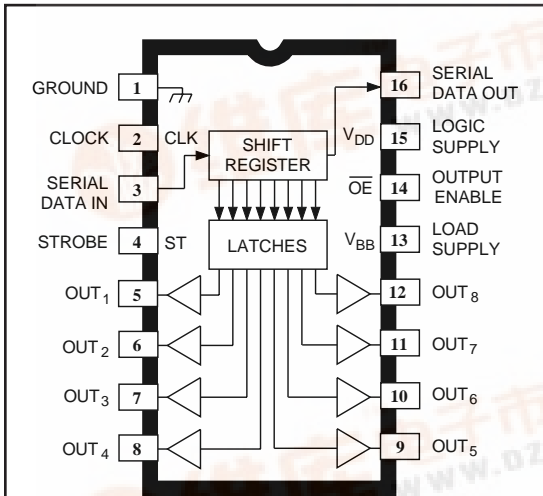 GROUND 1
CLOCK 2 CLK
SERIAL
DATA IN 3
STROBE 4 ST
OUT1 5
OUT2 6
OUT3 7
OUT4 8
SHIFT
REGISTER
LATCHES
16 SERIAL
DATA OUT
VDD 15 LOGIC
SUPPLY
OE 14 OUTPUT
ENABLE
VBB 13 LOAD
SUPPLY
12 OUT8
11 OUT7
10 OUT6
9 OUT5